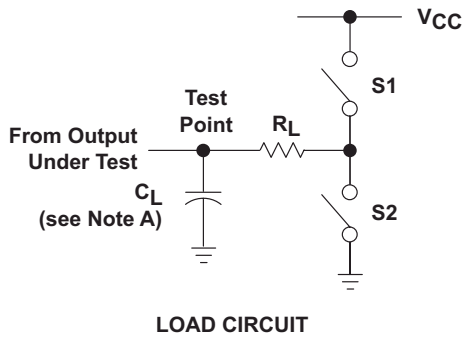 VCC
S1
Test
Point
RL
From Output
Under Test
CL
(see Note A)
S2
LOAD CIRCUIT